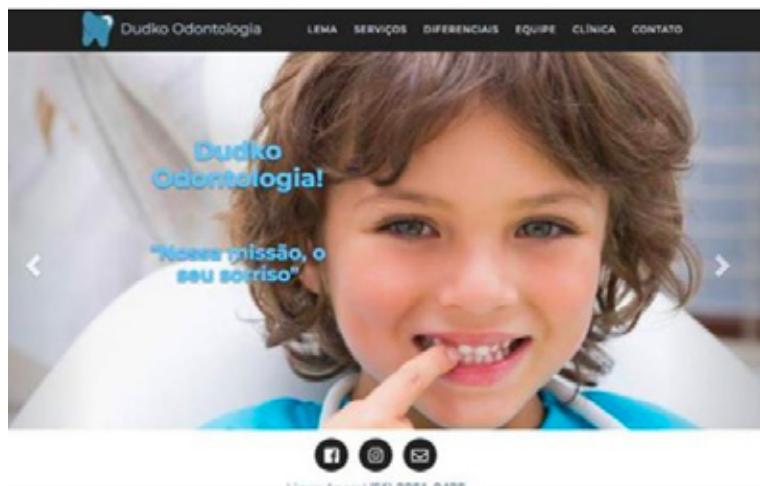 Dudko Odontologia LEMA SERVIÇOS DIFERENCIAIS EQUIPE CLÍNICA CONTATO
Dudko
Odontologia!
"Nossa missão, o
seu sorriso"